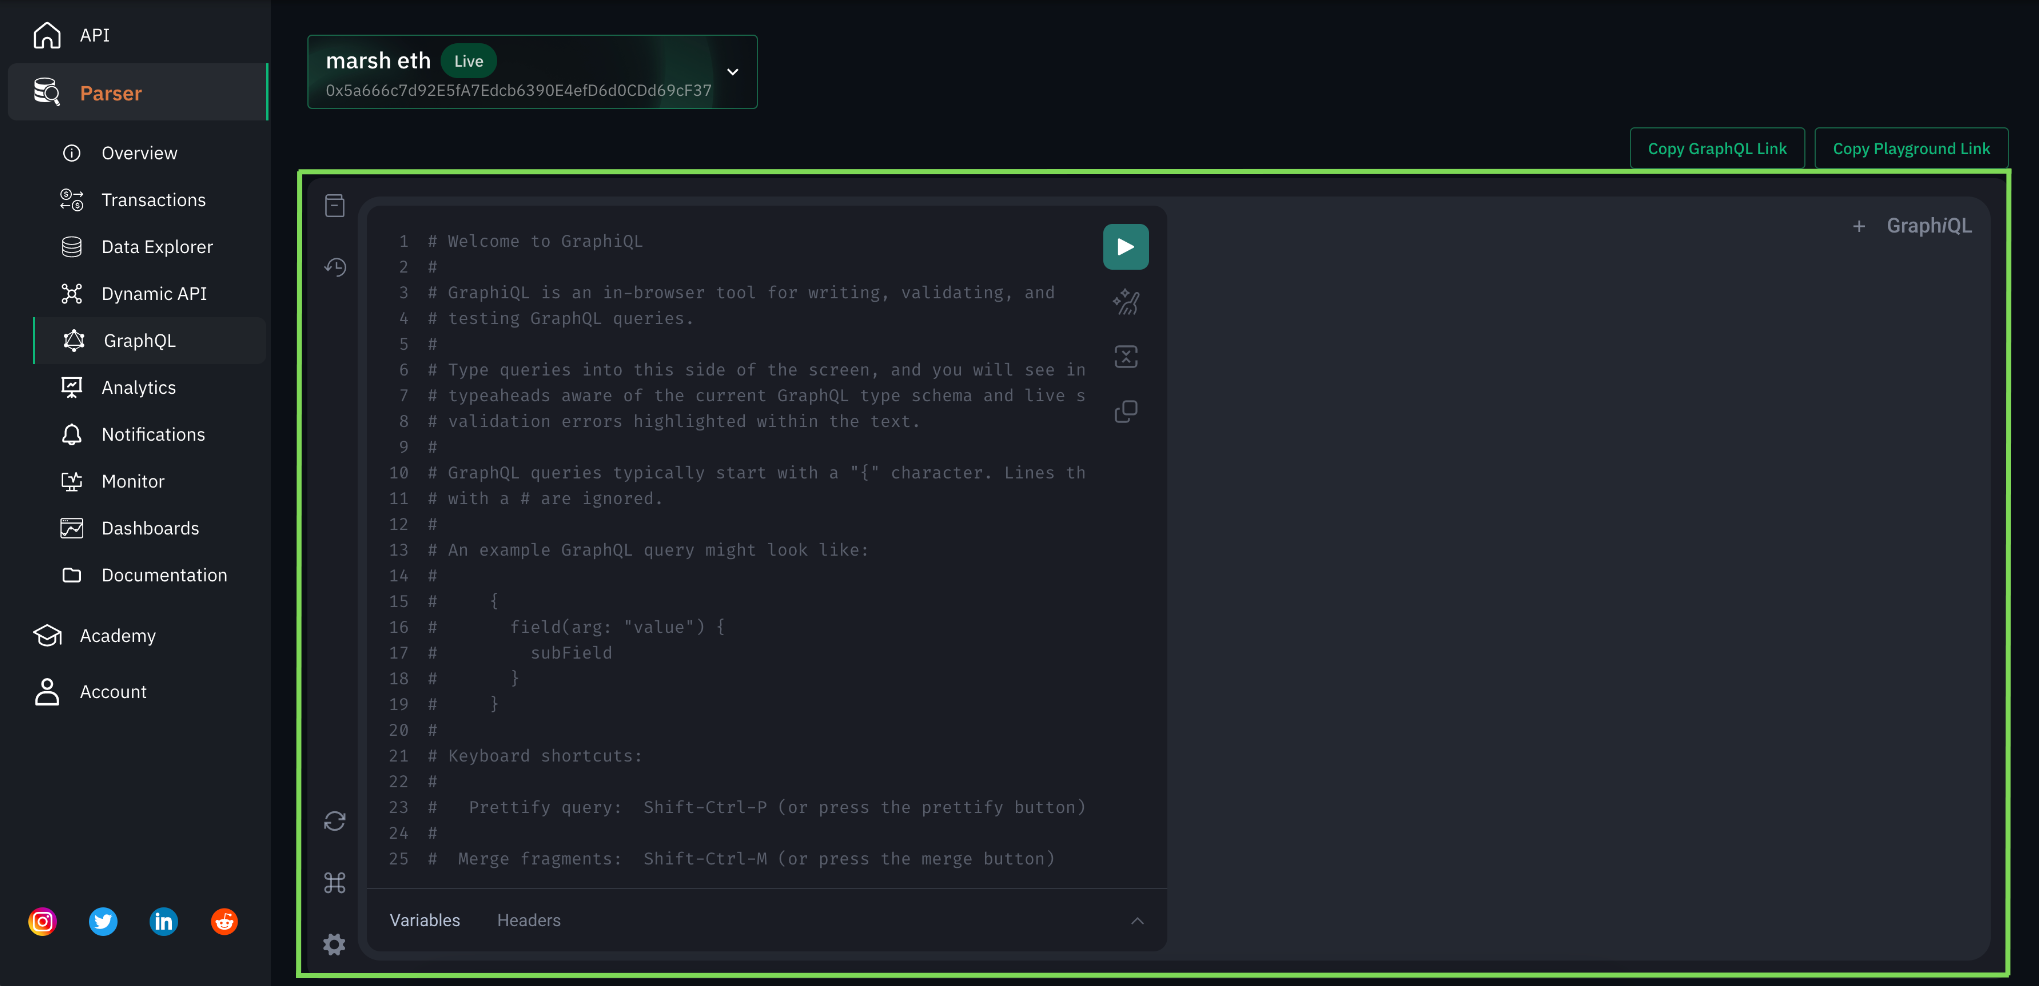 API
Parser
Overview
Transactions
Data Explorer
Dynamic API
GraphQL
Analytics
Notifications
Monitor
Dashboards
Documentation
Academy
Account
marsh eth Live
0x5a666c7d92E5fA7Edcb6390E4efD6d0CDd69cF37
Copy GraphQL Link
Copy Playground Link
1 # Welcome to GraphiQL
2 #
3 # GraphiQL is an in-browser tool for writing, validating, and
4 # testing GraphQL queries.
5 #
6 # Type queries into this side of the screen, and you will see in
7 # typeaheads aware of the current GraphQL type schema and live s
8 # validation errors highlighted within the text.
9 #
10 # GraphQL queries typically start with a "{" character. Lines th
11 # with a # are ignored.
12 #
13 # An example GraphQL query might look like:
14 #
15 #     {
16 #       field(arg: "value") {
17 #         subField
18 #       }
19 #     }
20 #
21 # Keyboard shortcuts:
22 #
23 #   Prettify query:  Shift-Ctrl-P (or press the prettify button)
24 #
25 #  Merge fragments:  Shift-Ctrl-M (or press the merge button)
Variables Headers
+ GraphiQL